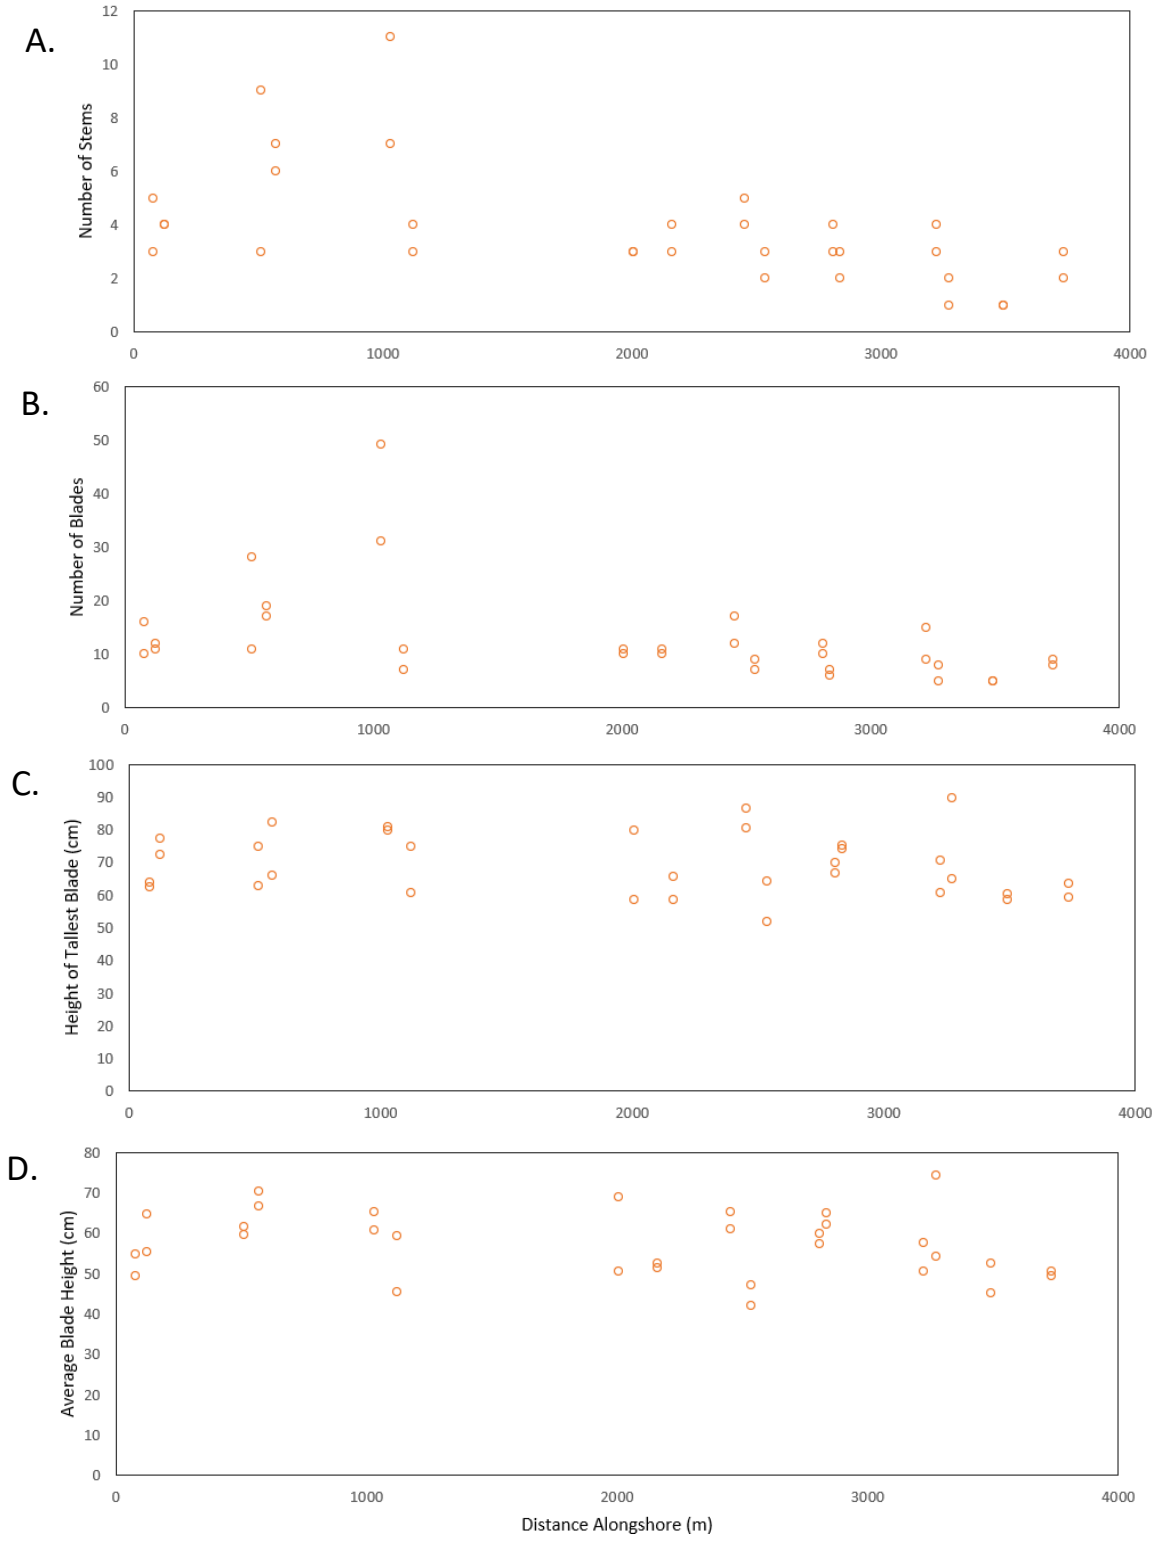 A.
Number of Stems
12
10
8
6
4
2
0
0 1000 2000 3000 4000
B.
Number of Blades
60
50
40
30
20
10
0
0 1000 2000 3000 4000
C.
Height of Tallest Blade (cm)
100
90
80
70
60
50
40
30
20
10
0
0 1000 2000 3000 4000
D.
Average Blade Height (cm)
80
70
60
50
40
30
20
10
0
0 1000 2000 3000 4000
Distance Alongshore (m)